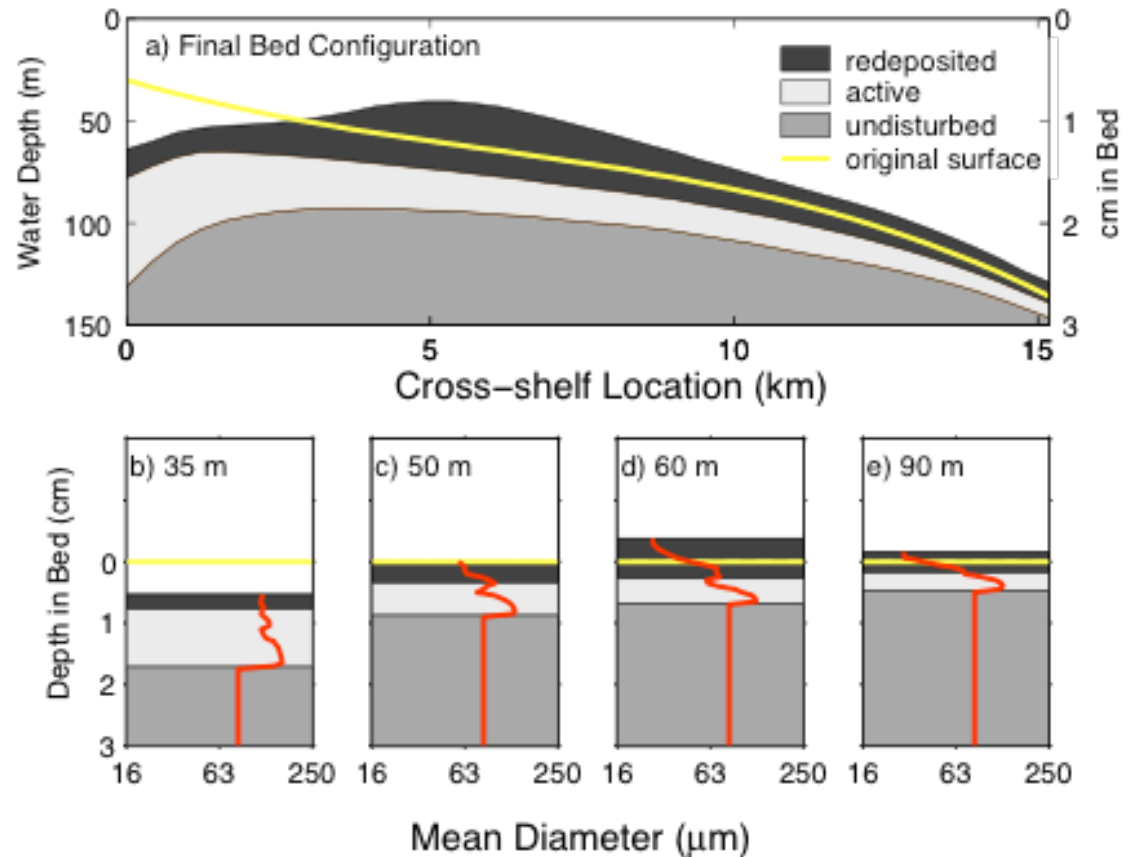 a) Final Bed Configuration
redeposited
active
undisturbed
original surface
Water Depth (m)
0
50
100
150
cm in Bed
0
1
2
3
0
5
10
15
Cross−shelf Location (km)
b) 35 m
c) 50 m
d) 60 m
e) 90 m
Depth in Bed (cm)
0
1
2
3
16
63
250
16
63
250
16
63
250
16
63
250
Mean Diameter (μm)